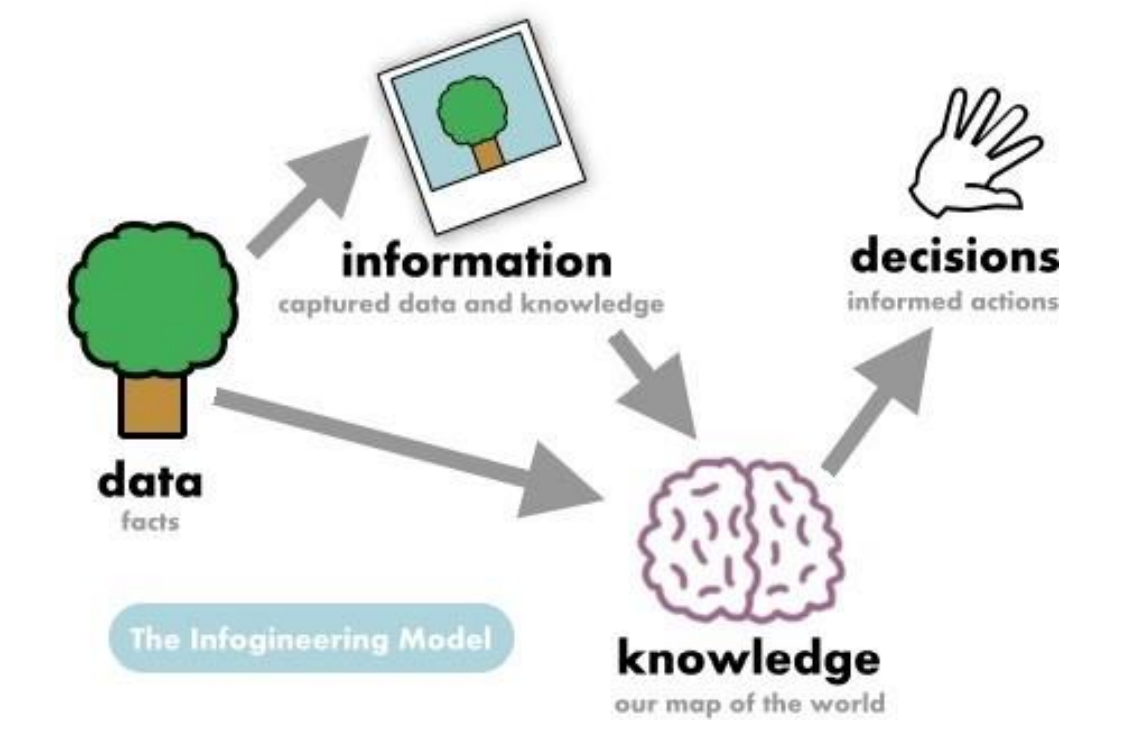 information
captured data and knowledge
decisions
informed actions
data
facts
The Infogineering Model
knowledge
our map of the world